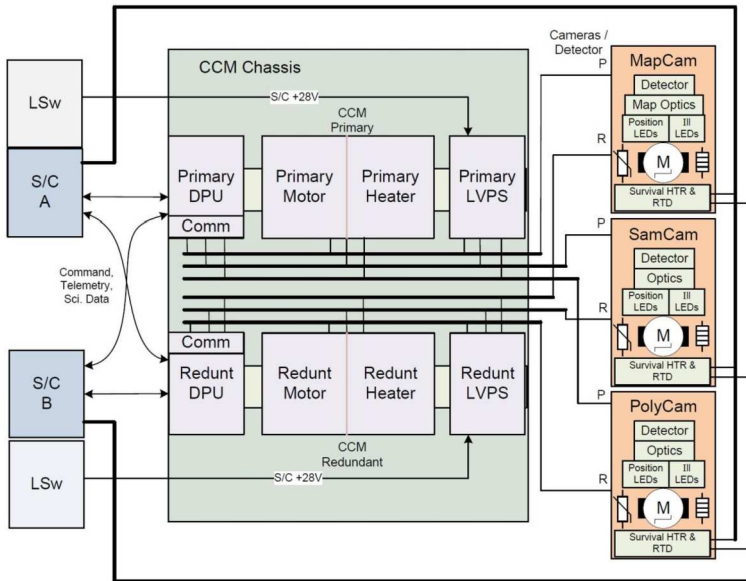 Cameras /
Detector
P
MapCam
Detector
Map Optics
Position
LEDs
Ill
LEDs
R
M
Survival HTR &
RTD
CCM Chassis
LSw
S/C +28V
CCM
Primary
S/C
A
Primary
DPU
Comm
Primary
Motor
Primary
Heater
Primary
LVPS
P
SamCam
Detector
Optics
Position
LEDs
Ill
LEDs
R
M
Survival HTR &
RTD
Command,
Telemetry,
Sci. Data
Comm
Redunt
DPU
Redunt
Motor
Redunt
Heater
Redunt
LVPS
S/C
B
CCM
Redundant
LSw
S/C +28V
P
PolyCam
Detector
Optics
Position
LEDs
Ill
LEDs
R
M
Survival HTR &
RTD